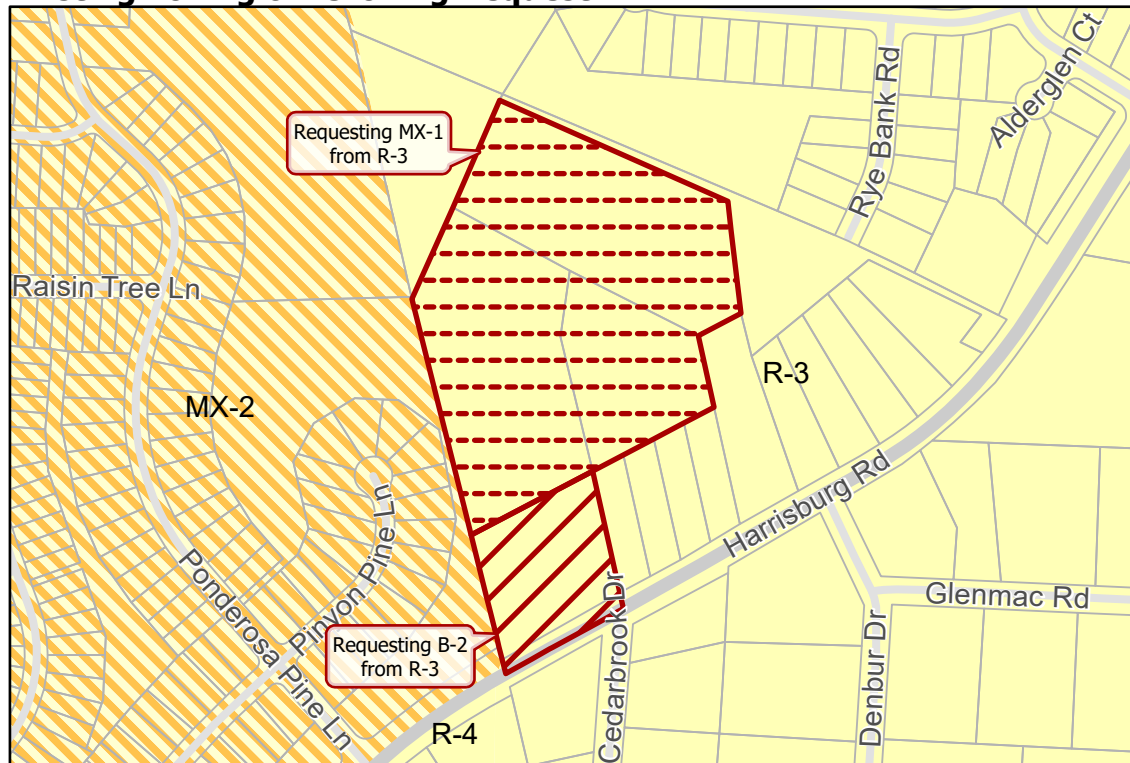 Rye Bank Rd
Alderglen Ct
Requesting MX-1
from R-3
Raisin Tree Ln
R-3
MX-2
Harrisburg Rd
Pinyon Pine Ln
Ponderosa Pine Ln
Glenmac Rd
Cedarbrook Dr
Denbur Dr
Requesting B-2
from R-3
R-4